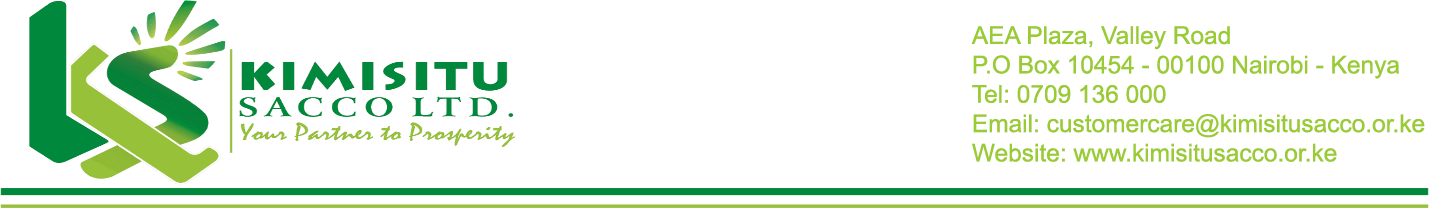 KS
KIMISITU
SACCO LTD.
Your Partner to Prosperity
AEA Plaza, Valley Road
P.O Box 10454 - 00100 Nairobi - Kenya
Tel: 0709 136 000
Email: customercare@kimisitusacco.or.ke
Website: www.kimisitusacco.or.ke